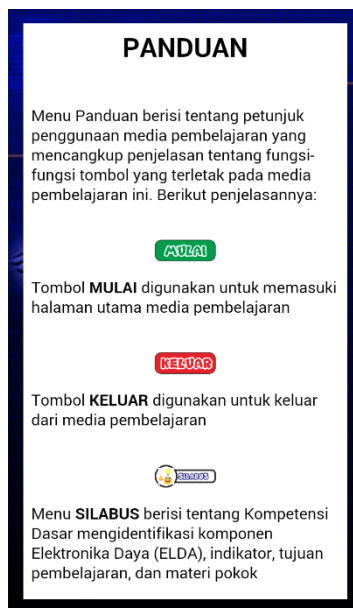 PANDUAN
Menu Panduan berisi tentang petunjuk
penggunaan media pembelajaran yang
mencangkup penjelasan tentang fungsi-
fungsi tombol yang terletak pada media
pembelajaran ini. Berikut penjelasannya:
MULAI
Tombol MULAI digunakan untuk memasuki
halaman utama media pembelajaran
KELUAR
Tombol KELUAR digunakan untuk keluar
dari media pembelajaran
SILABUS
Menu SILABUS berisi tentang Kompetensi
Dasar mengidentifikasi komponen
Elektronika Daya (ELDA), indikator, tujuan
pembelajaran, dan materi pokok